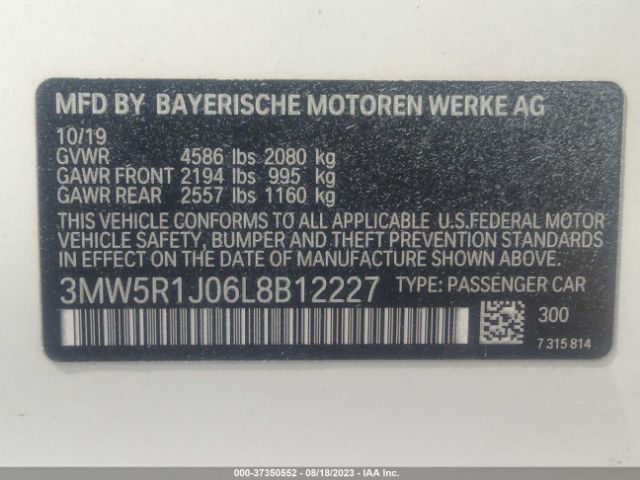 MFD BY BAYERISCHE MOTOREN WERKE AG
10/19
GVWR 4586 lbs 2080 kg
GAWR FRONT 2194 lbs 995 kg
GAWR REAR 2557 lbs 1160 kg
THIS VEHICLE CONFORMS TO ALL APPLICABLE U.S.FEDERAL MOTOR
VEHICLE SAFETY, BUMPER AND THEFT PREVENTION STANDARDS
IN EFFECT ON THE DATE OF MANUFACTURE SHOWN ABOVE.
3MW5R1J06L8B12227 TYPE: PASSENGER CAR
300
7 315 814
000-37350552 - 08/18/2023 - IAA Inc.